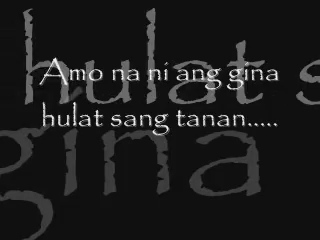 hulat s
Amo na ni ang gina
hulat sang tanan.....
gina